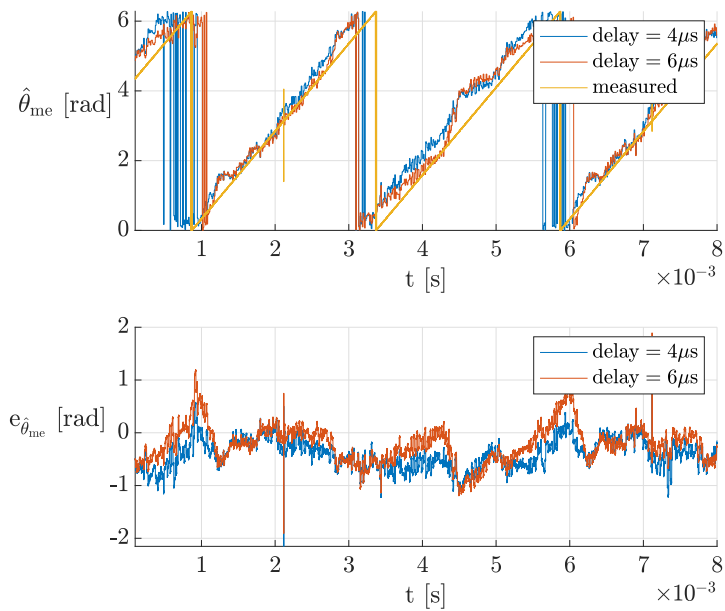 6
4
2
0
θ̂me [rad]
delay = 4μs
delay = 6μs
measured
1 2 3 4 5 6 7 8
t [s]
×10⁻³
2
1
0
-1
-2
eθ̂me [rad]
delay = 4μs
delay = 6μs
1 2 3 4 5 6 7 8
t [s]
×10⁻³